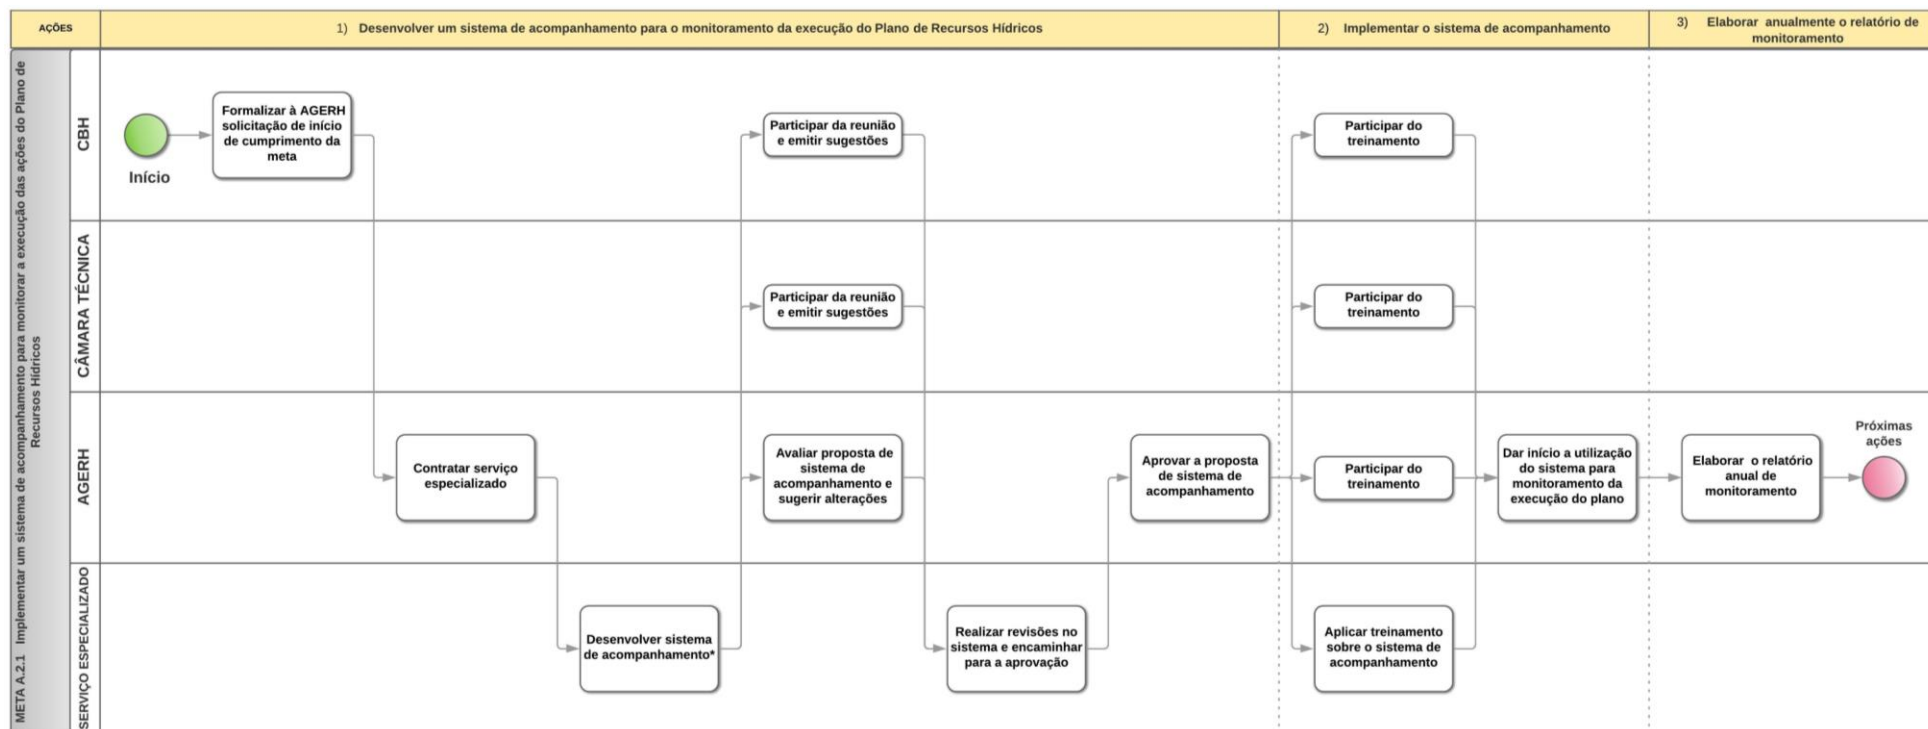 AÇÕES
1) Desenvolver um sistema de acompanhamento para o monitoramento da execução do Plano de Recursos Hídricos
2) Implementar o sistema de acompanhamento
3) Elaborar anualmente o relatório de
monitoramento
META A.2.1 Implementar um sistema de acompanhamento para monitorar a execução das ações do Plano de
Recursos Hídricos
CBH
Início
Formalizar à AGERH
solicitação de início
de cumprimento da
meta
Participar da reunião
e emitir sugestões
Participar do
treinamento
CÂMARA TÉCNICA
Participar da reunião
e emitir sugestões
Participar do
treinamento
AGERH
Contratar serviço
especializado
Avaliar proposta de
sistema de
acompanhamento e
sugerir alterações
Aprovar a proposta
de sistema de
acompanhamento
Participar do
treinamento
Dar início a utilização
do sistema para
monitoramento da
execução do plano
Elaborar o relatório
anual de
monitoramento
Próximas
ações
SERVIÇO ESPECIALIZADO
Desenvolver sistema
de acompanhamento*
Realizar revisões no
sistema e encaminhar
para a aprovação
Aplicar treinamento
sobre o sistema de
acompanhamento